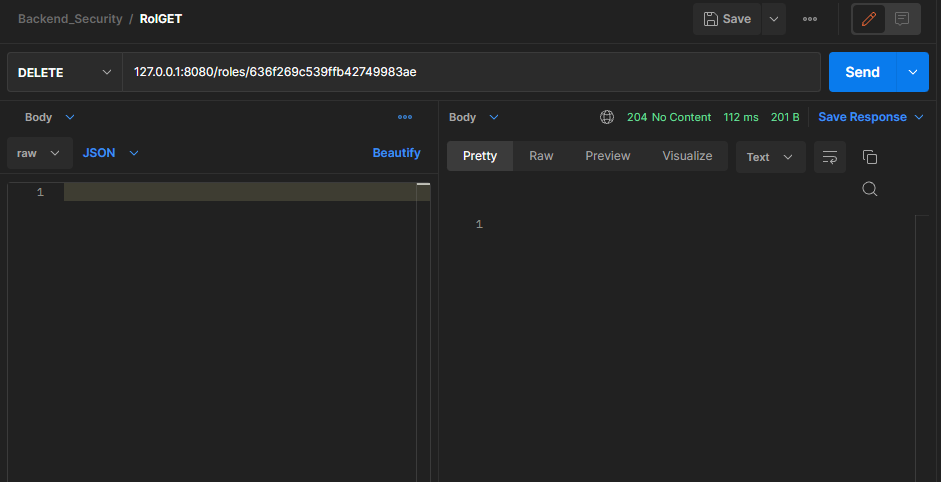 Backend_Security / RolGET
Save
DELETE
127.0.0.1:8080/roles/636f269c539ffb42749983ae
Send
Body
raw
JSON
Beautify
1
Body
204 No Content 112 ms 201 B
Save Response
Pretty Raw Preview Visualize Text
1